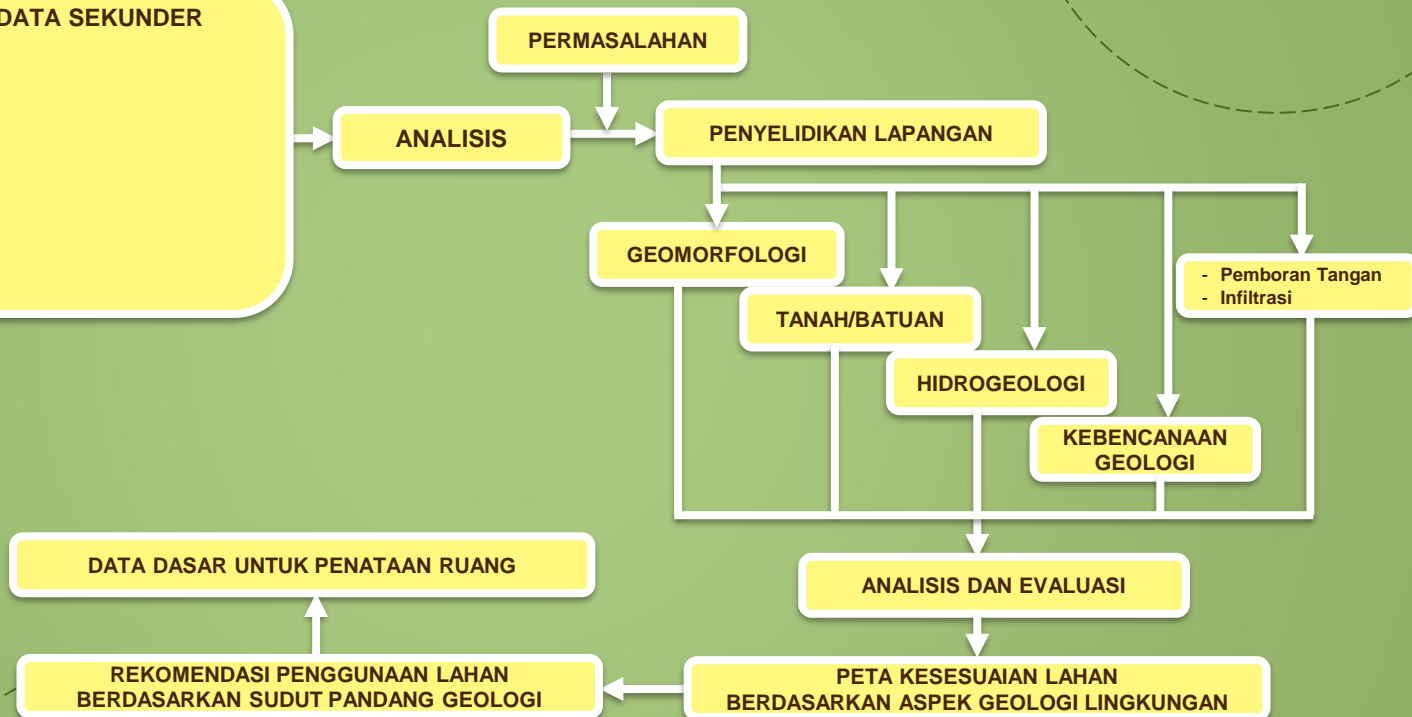 DATA SEKUNDER
PERMASALAHAN
ANALISIS
PENYELIDIKAN LAPANGAN
GEOMORFOLOGI
- Pemboran Tangan
- Infiltrasi
TANAH/BATUAN
HIDROGEOLOGI
KEBENCANAAN
GEOLOGI
DATA DASAR UNTUK PENATAAN RUANG
ANALISIS DAN EVALUASI
REKOMENDASI PENGGUNAAN LAHAN
BERDASARKAN SUDUT PANDANG GEOLOGI
PETA KESESUAIAN LAHAN
BERDASARKAN ASPEK GEOLOGI LINGKUNGAN